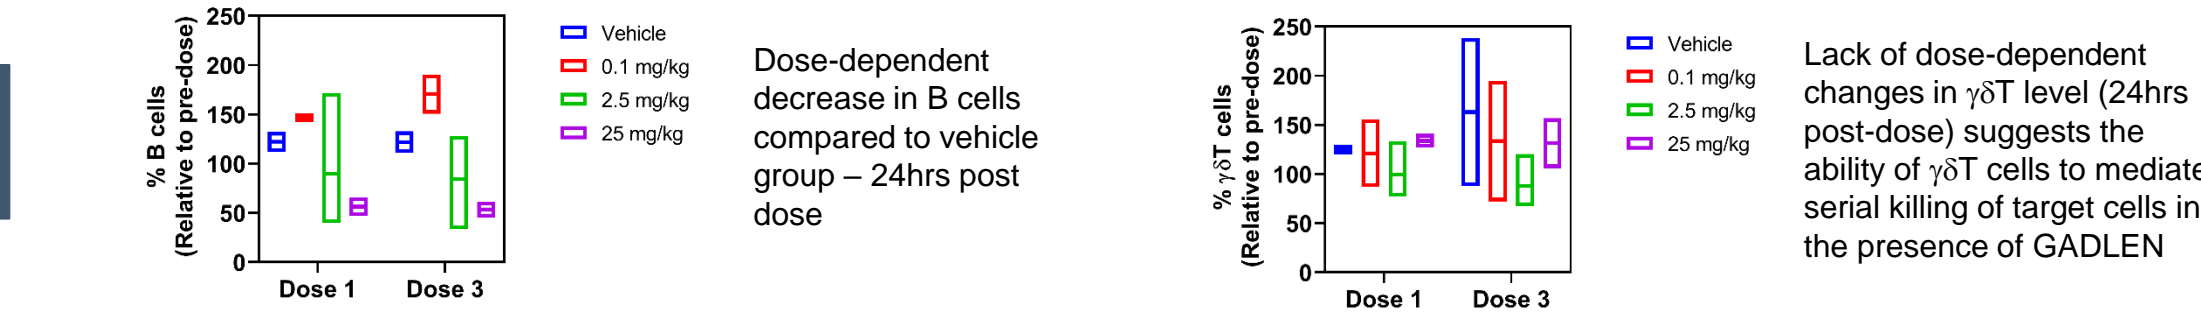 250
200
150
100
50
0
% B cells
(Relative to pre-dose)
Dose 1
Dose 3
Vehicle
0.1 mg/kg
2.5 mg/kg
25 mg/kg
Dose-dependent
decrease in B cells
compared to vehicle
group – 24hrs post
dose
250
200
150
100
50
0
% γδT cells
(Relative to pre-dose)
Dose 1
Dose 3
Vehicle
0.1 mg/kg
2.5 mg/kg
25 mg/kg
Lack of dose-dependent
changes in γδT level (24hrs
post-dose) suggests the
ability of γδT cells to mediate
serial killing of target cells in
the presence of GADLEN